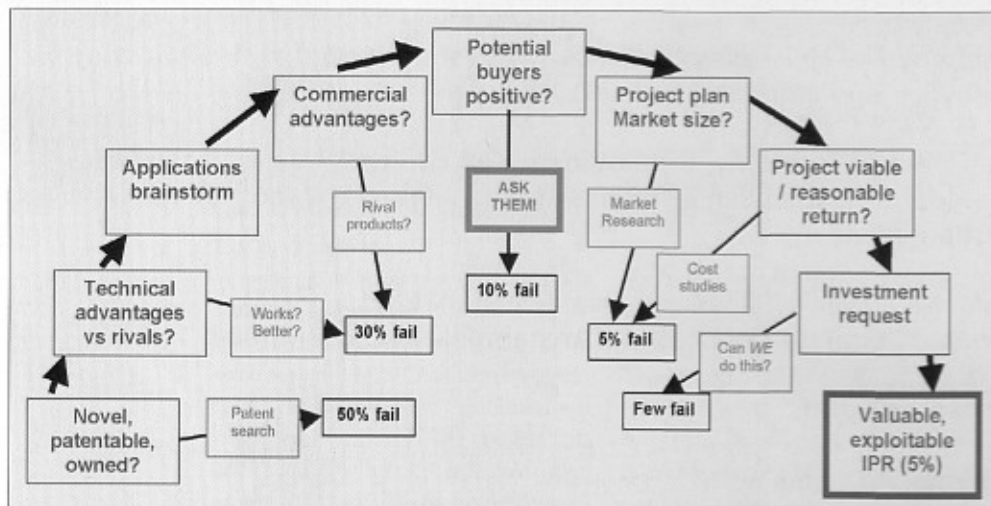 Potential
buyers
positive?
Commercial
advantages?
Project plan
Market size?
Applications
brainstorm
ASK
THEM!
Project viable
/ reasonable
return?
Rival
products?
Market
Research
Technical
advantages
vs rivals?
Works?
Better?
30% fail
10% fail
Cost
studies
Investment
request
5% fail
Can WE
do this?
Novel,
patentable,
owned?
Patent
search
50% fail
Few fail
Valuable,
exploitable
IPR (5%)